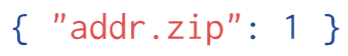 { "addr.zip": 1 }